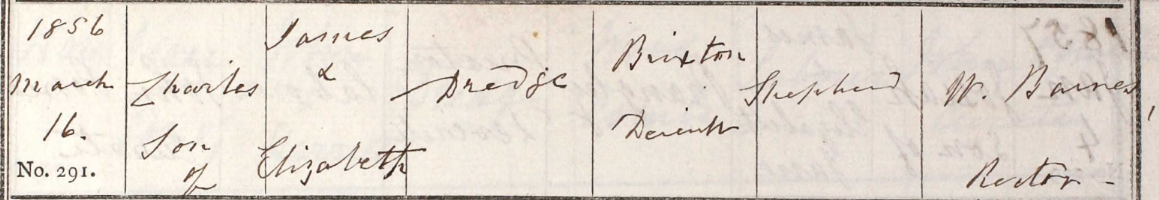 1856
March
16.
No. 291.
Charles
Son
of
James
&
Elizabeth
Dredge
Brixton
Deverill
Shepherd
W. Barnes,
Rector -